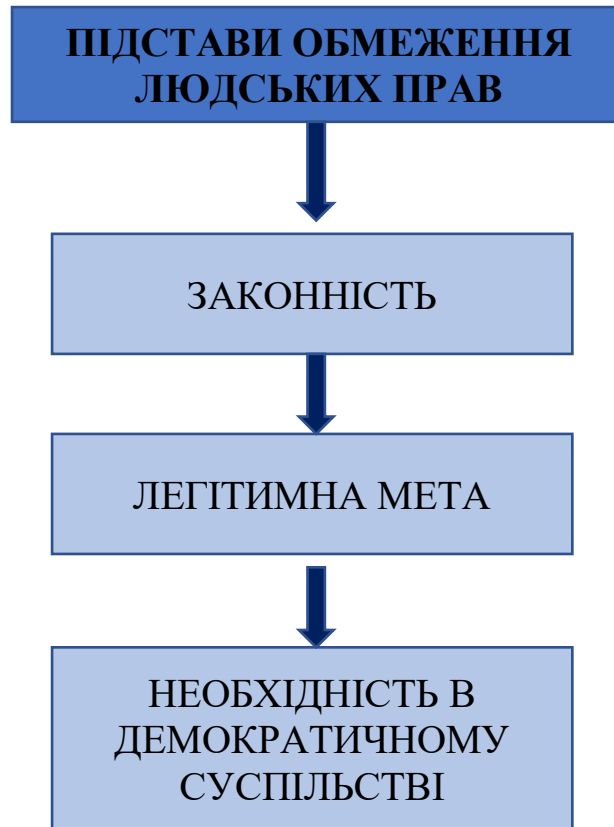 ПІДСТАВИ ОБМЕЖЕННЯ
ЛЮДСЬКИХ ПРАВ
ЗАКОННІСТЬ
ЛЕГІТИМНА МЕТА
НЕОБХІДНІСТЬ В
ДЕМОКРАТИЧНОМУ
СУСПІЛЬСТВІ